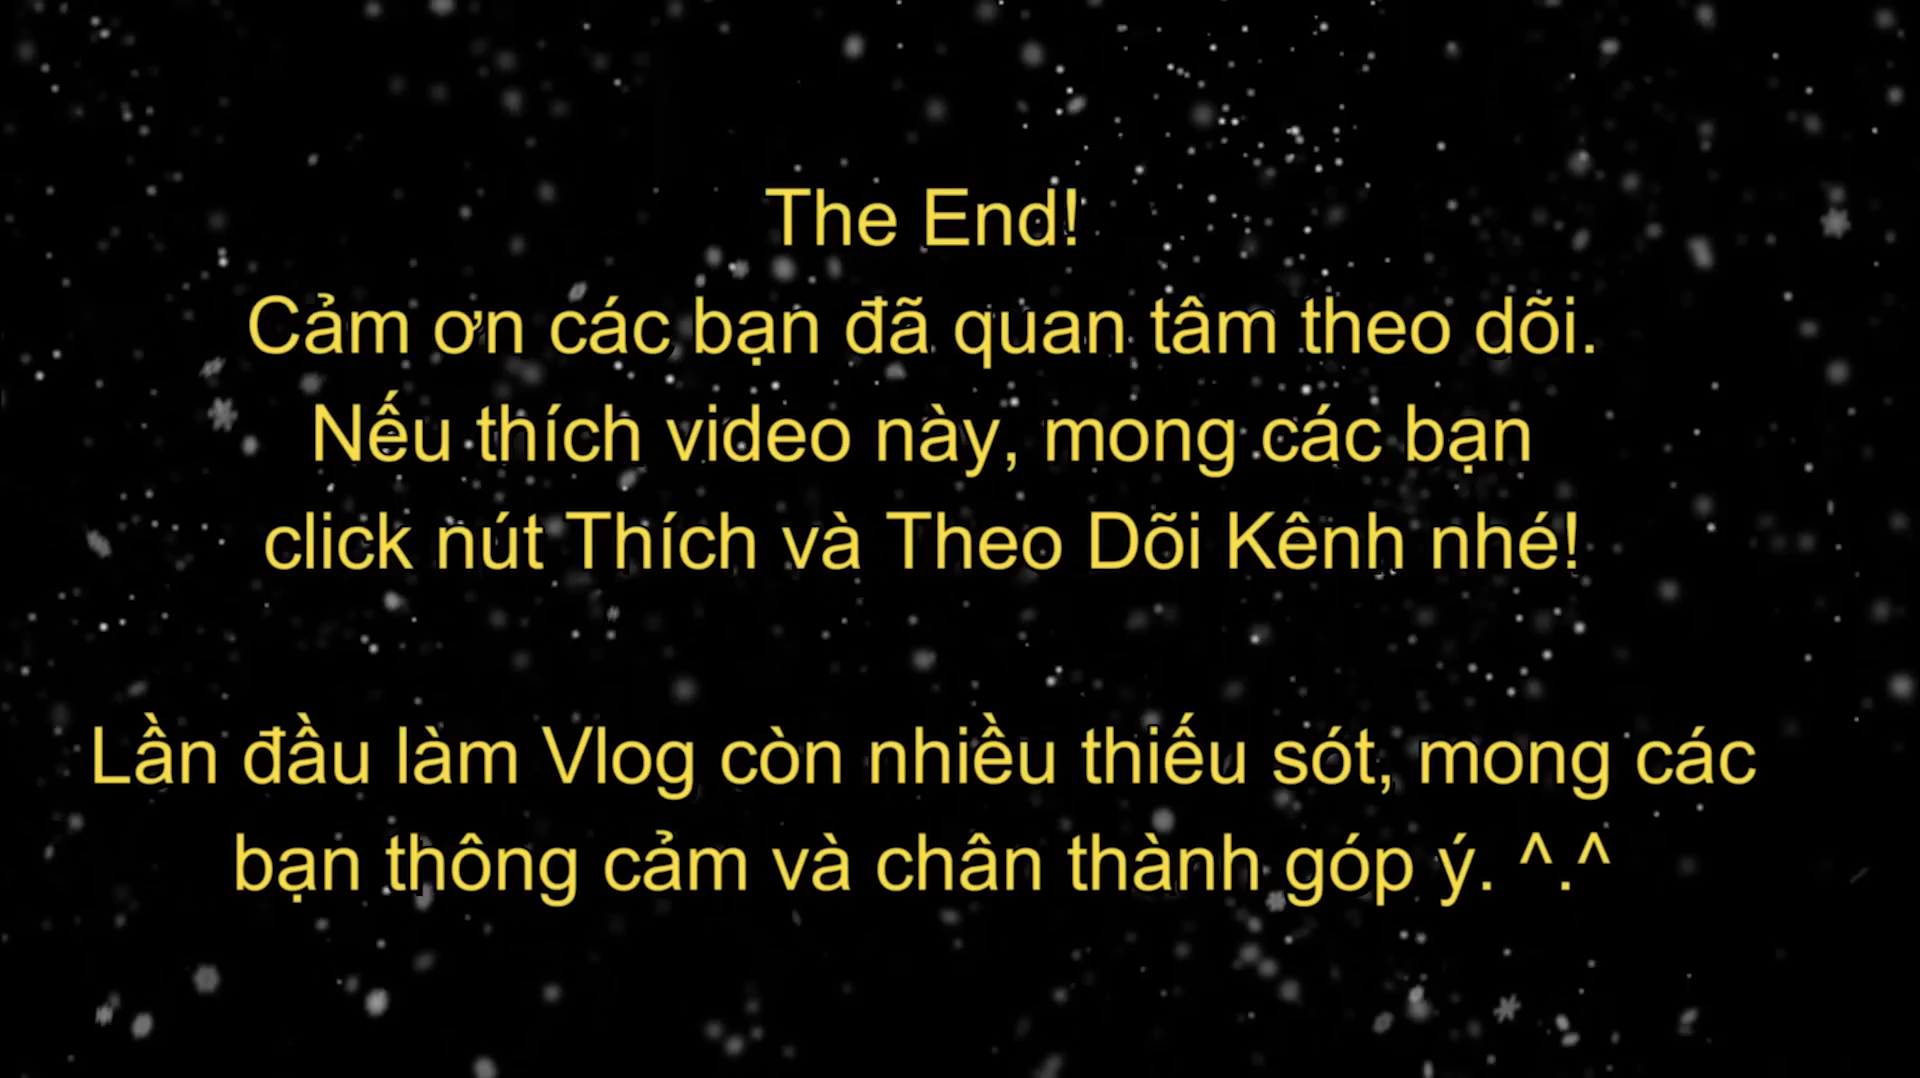 The End!
Cảm ơn các bạn đã quan tâm theo dõi.
Nếu thích video này, mong các bạn
click nút Thích và Theo Dõi Kênh nhé!
Lần đầu làm Vlog còn nhiều thiếu sót, mong các
bạn thông cảm và chân thành góp ý. ^.^